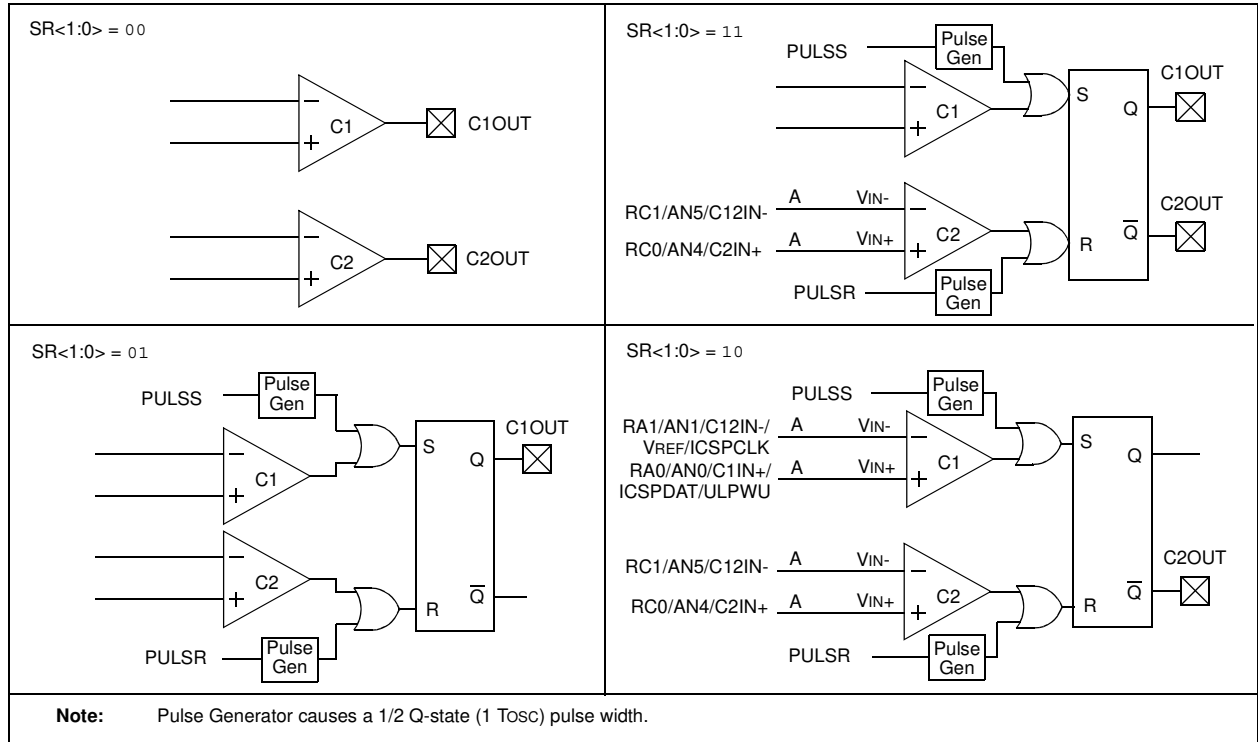 SR<1:0> = 00
−
+
C1
C1OUT
−
+
C2
C2OUT
SR<1:0> = 11
PULSS
Pulse
Gen
−
+
C1
S
Q
C1OUT
RC1/AN5/C12IN-
A
VIN-
−
RC0/AN4/C2IN+
A
VIN+
+
C2
R
Q
C2OUT
PULSR
Pulse
Gen
SR<1:0> = 01
PULSS
Pulse
Gen
−
+
C1
S
Q
C1OUT
−
+
C2
R
Q
PULSR
Pulse
Gen
SR<1:0> = 10
PULSS
Pulse
Gen
RA1/AN1/C12IN-/
VREF/ICSPCLK
A
VIN-
−
RA0/AN0/C1IN+/
ICSPDAT/ULPWU
A
VIN+
+
C1
S
Q
RC1/AN5/C12IN-
A
VIN-
−
RC0/AN4/C2IN+
A
VIN+
+
C2
R
Q
C2OUT
PULSR
Pulse
Gen
Note: Pulse Generator causes a 1/2 Q-state (1 TOSC) pulse width.